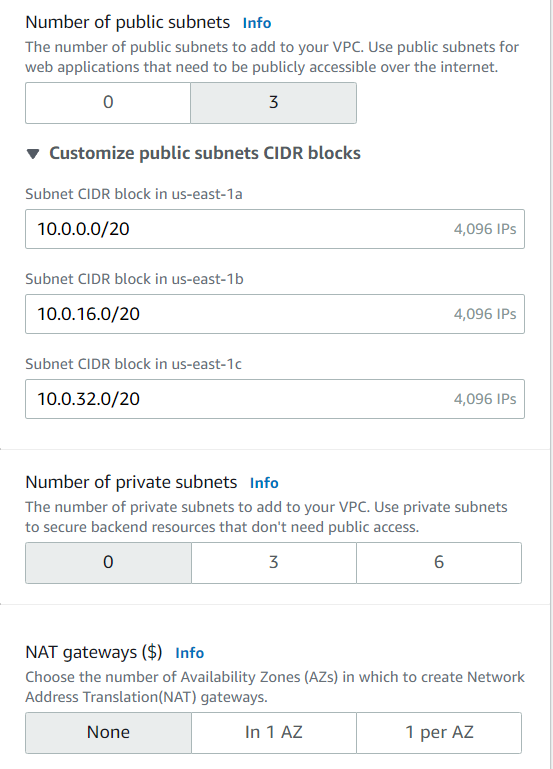 Number of public subnets Info
The number of public subnets to add to your VPC. Use public subnets for
web applications that need to be publicly accessible over the internet.
0 3
▼ Customize public subnets CIDR blocks
Subnet CIDR block in us-east-1a
10.0.0.0/20 4,096 IPs
Subnet CIDR block in us-east-1b
10.0.16.0/20 4,096 IPs
Subnet CIDR block in us-east-1c
10.0.32.0/20 4,096 IPs
Number of private subnets Info
The number of private subnets to add to your VPC. Use private subnets
to secure backend resources that don't need public access.
0 3 6
NAT gateways ($) Info
Choose the number of Availability Zones (AZs) in which to create Network
Address Translation(NAT) gateways.
None In 1 AZ 1 per AZ